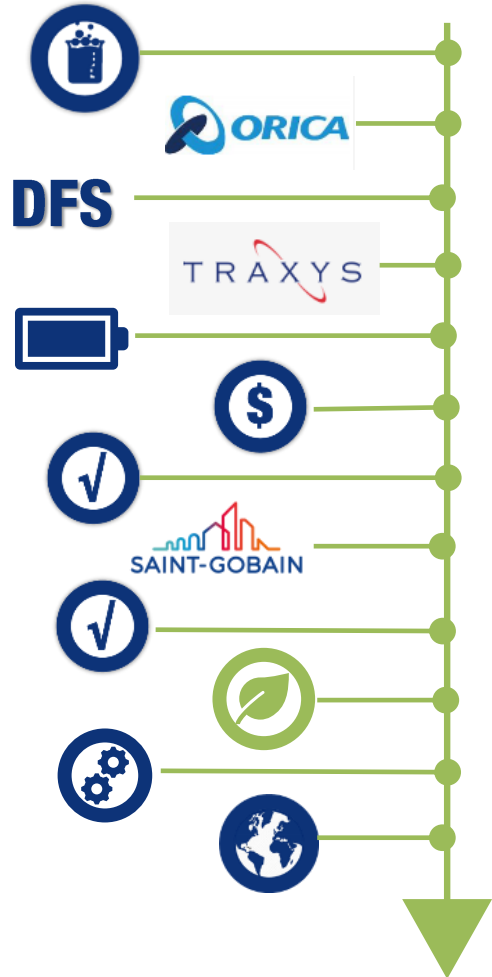 ORICA
DFS
TRAXYS
$
√
SAINT-GOBAIN
√